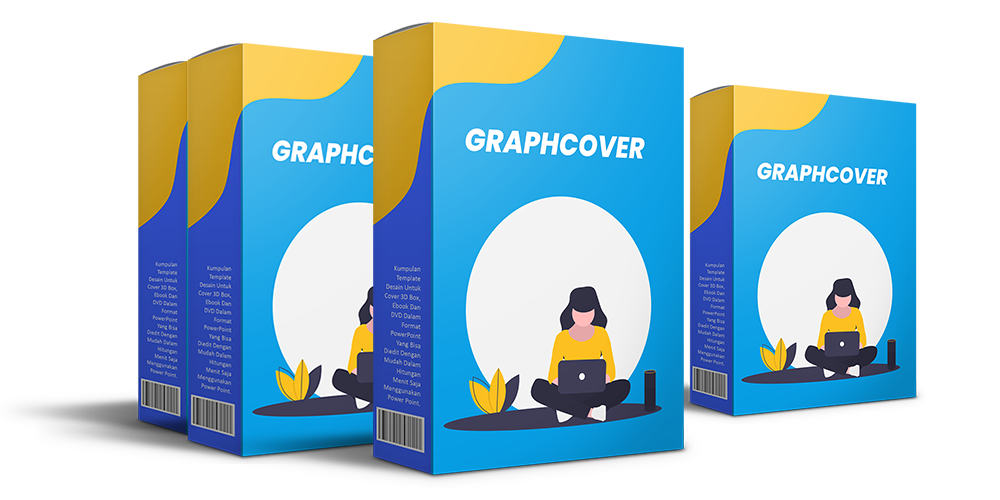 GRAPHC
GRAPHCOVER
GRAPHCOVER
Kumpulan
Template
Desain Untuk
Cover 3D Box,
Ebook Dan
DVD Dalam
Format
PowerPoint
Yang Bisa
Diedit Dengan
Mudah Dalam
Hitungan
Menit Saja
Menggunakan
Power Point.
Kumpulan
Template
Desain Untuk
Cover 3D Box,
Ebook Dan
DVD Dalam
Format
PowerPoint
Yang Bisa
Diedit Dengan
Mudah Dalam
Hitungan
Menit Saja
Menggunakan
Power Point.
Kumpulan
Template
Desain Untuk
Cover 3D Box,
Ebook Dan
DVD Dalam
Format
PowerPoint
Yang Bisa
Diedit Dengan
Mudah Dalam
Hitungan
Menit Saja
Menggunakan
Power Point.
Kumpulan
Template
Desain Untuk
Cover 3D Box,
Ebook Dan
DVD Dalam
Format
PowerPoint
Yang Bisa
Diedit Dengan
Mudah Dalam
Hitungan
Menit Saja
Menggunakan
Power Point.